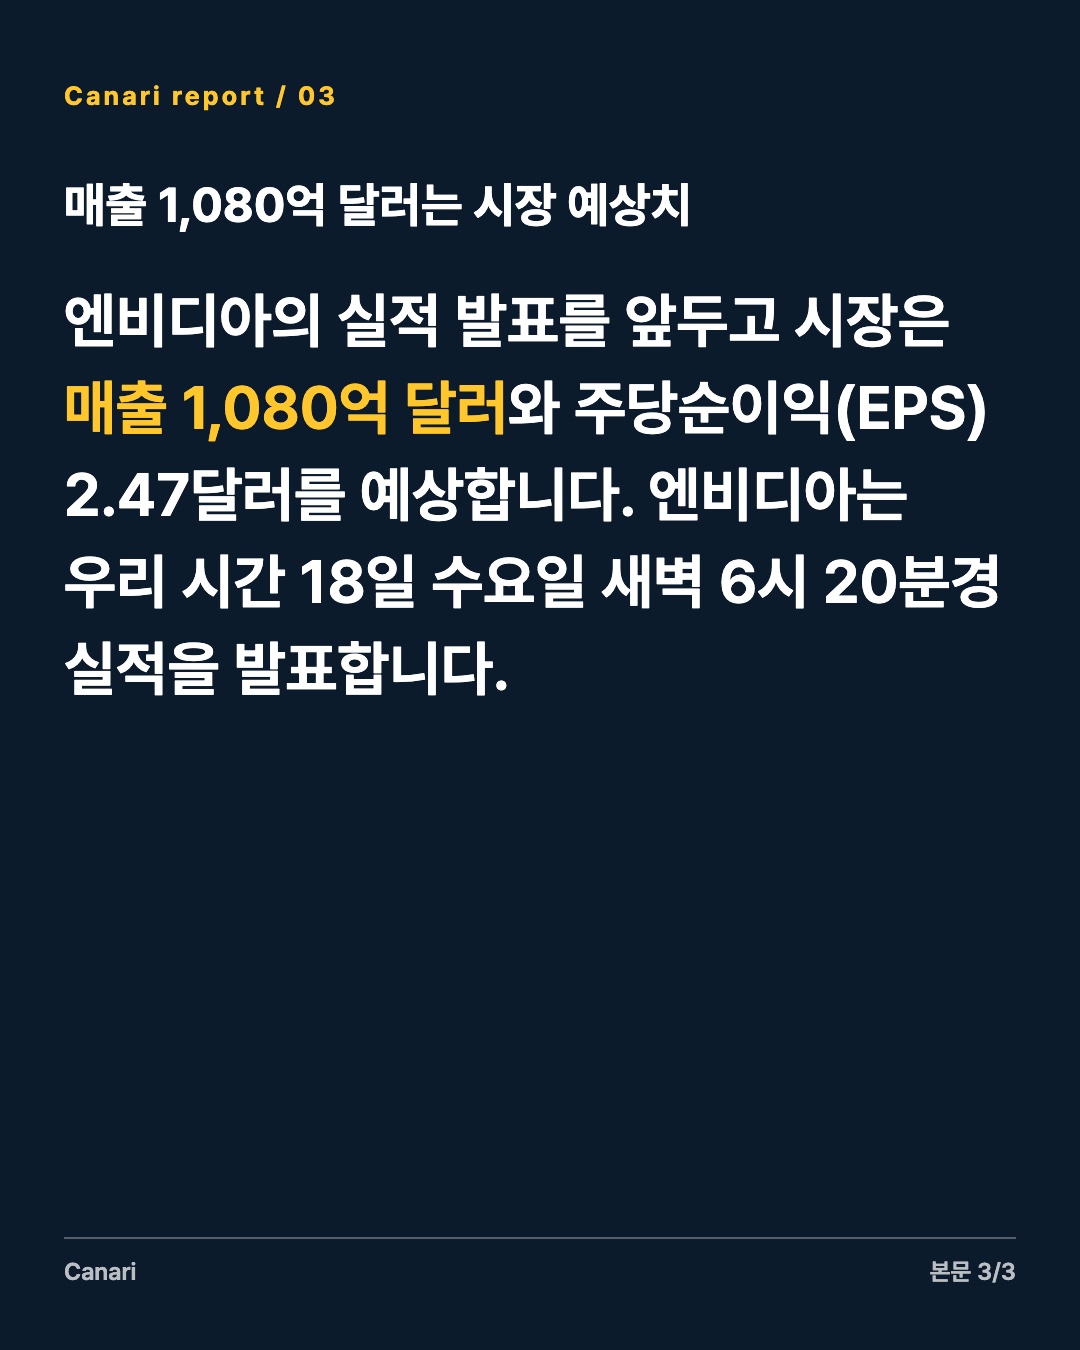 Canari report / 03
매출 1,080억 달러는 시장 예상치
엔비디아의 실적 발표를 앞두고 시장은
매출 1,080억 달러와 주당순이익(EPS)
2.47달러를 예상합니다. 엔비디아는
우리 시간 18일 수요일 새벽 6시 20분경
실적을 발표합니다.
Canari
본문 3/3